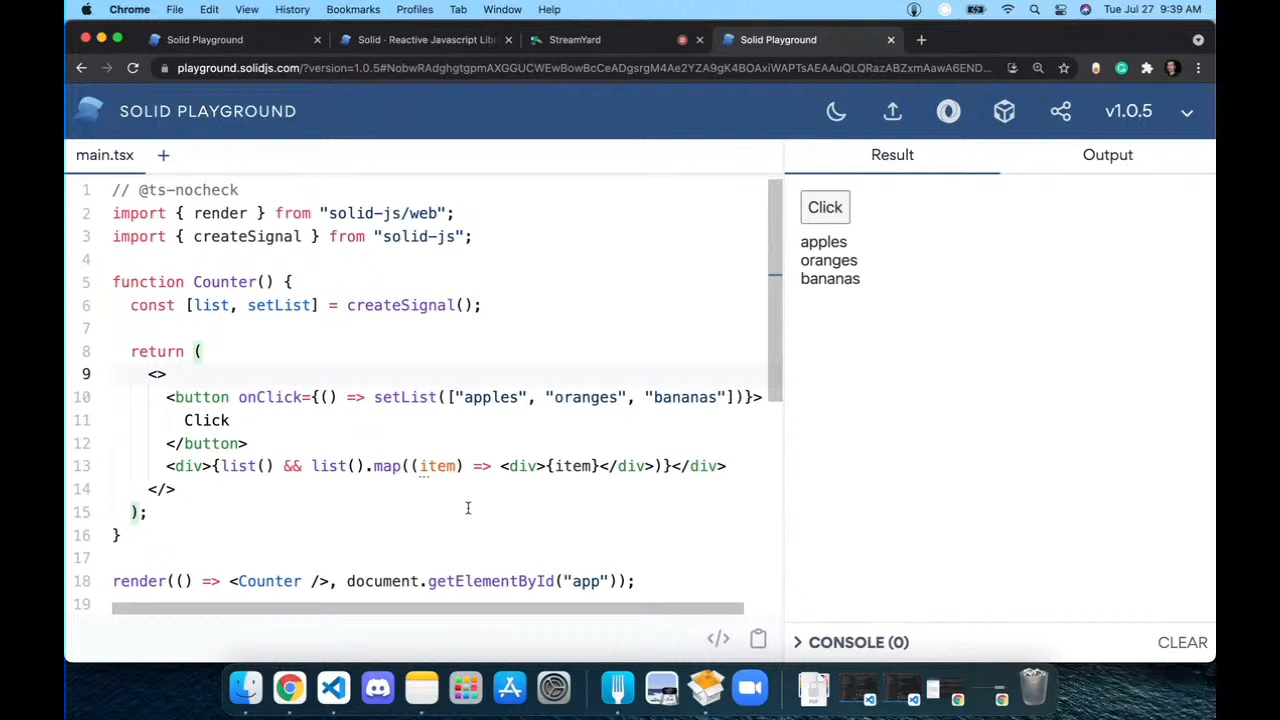 Chrome File Edit View History Bookmarks Profiles Tab Window Help Tue Jul 27 9:39 AM
Solid Playground Solid · Reactive Javascript Lib StreamYard Solid Playground
playground.solidjs.com/?version=1.0.5#NobwRAdghgtgpmAXGGUCWEwBowBcCeADgsrgM4Ae2YZA9gK4BOAxiWAPTsAEAAuQLQRazABZxmAawA6END...
SOLID PLAYGROUND v1.0.5
main.tsx
Result Output
1 // @ts-nocheck
2 import { render } from "solid-js/web";
3 import { createSignal } from "solid-js";
4
5 function Counter() {
6 const [list, setList] = createSignal();
7
8 return (
9 <>
10 <button onClick={() => setList(["apples", "oranges", "bananas"])}>
11 Click
12 </button>
13 <div>{list() && list().map((item) => <div>{item}</div>)}</div>
14 </>
15 );
16 }
17
18 render(() => <Counter />, document.getElementById("app"));
19
Click
apples
oranges
bananas
CONSOLE (0) CLEAR